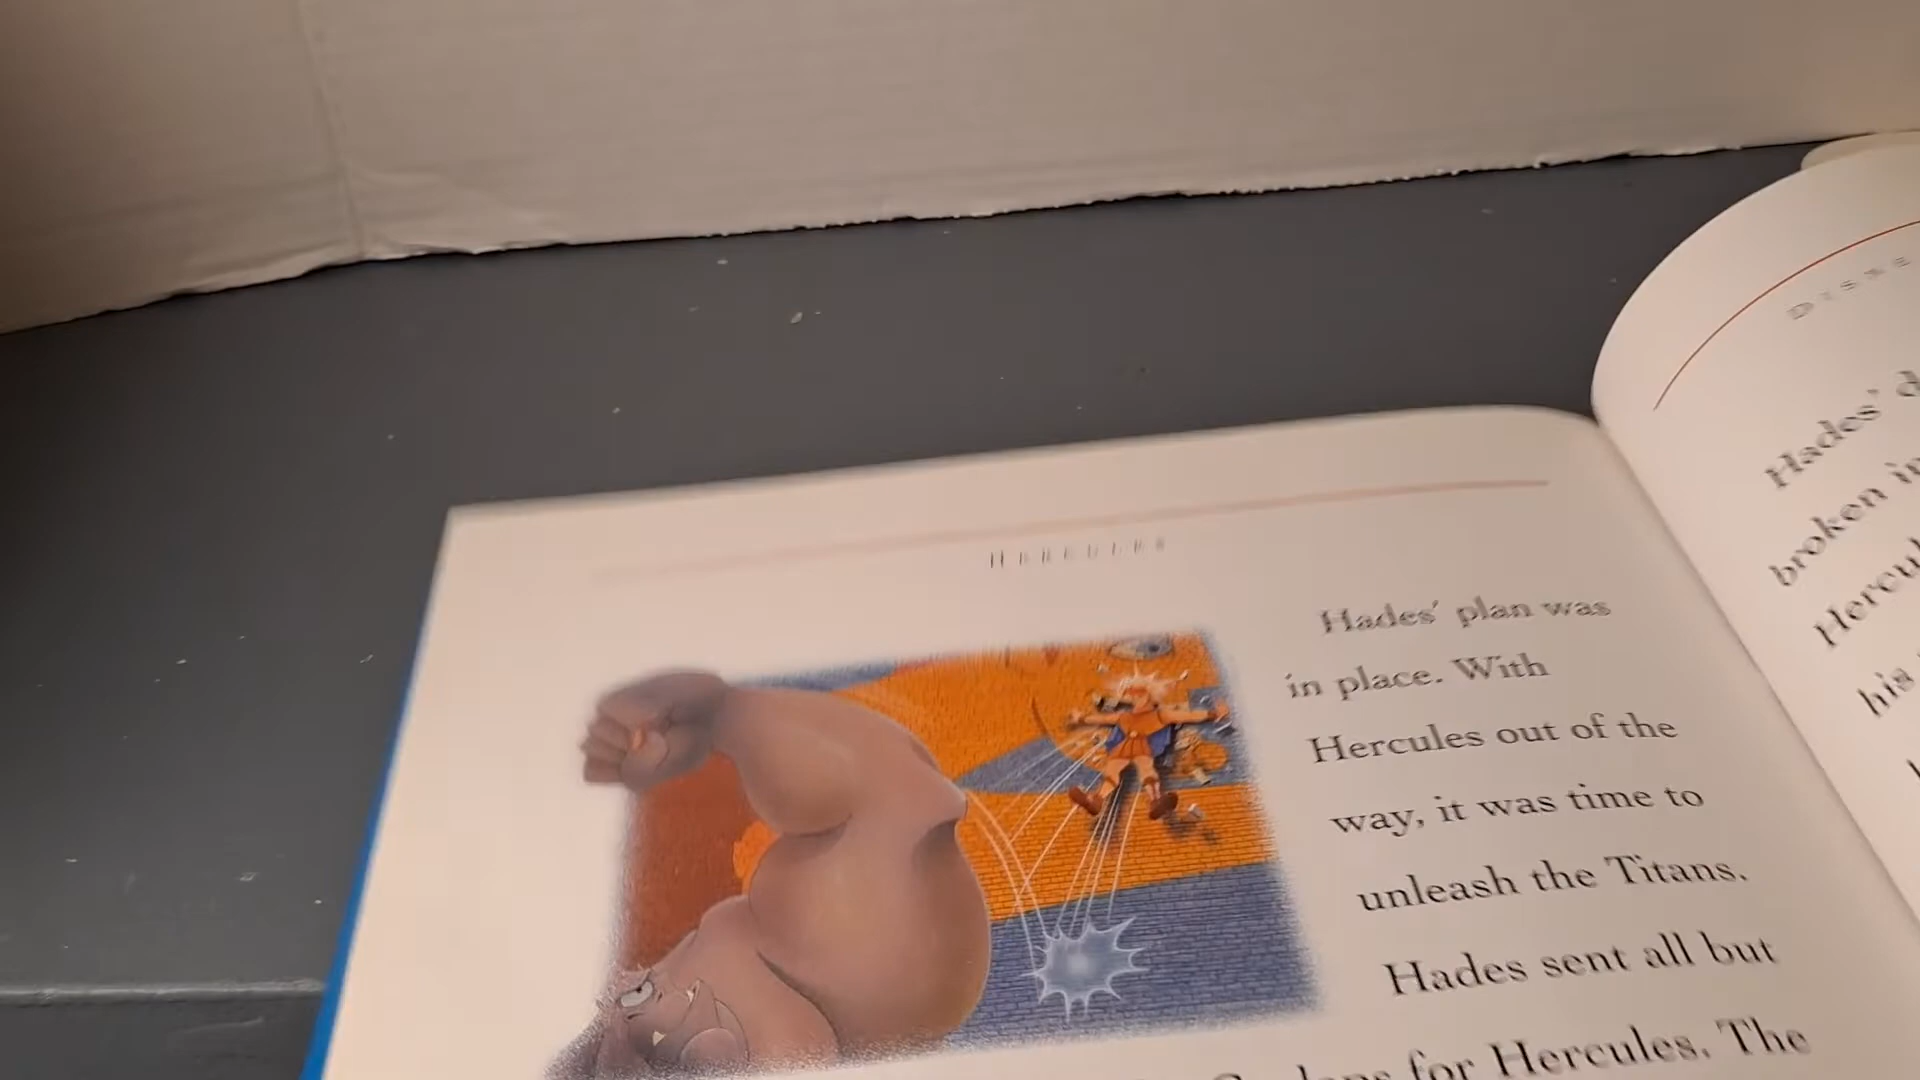 HERCULES
Hades' plan was
in place. With
Hercules out of the
way, it was time to
unleash the Titans.
Hades sent all but
for Hercules. The
Hades'
broken
his